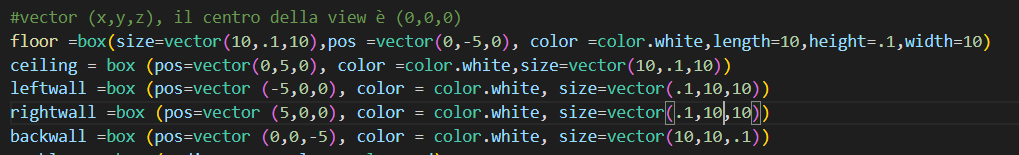 #vector (x,y,z), il centro della view è (0,0,0)
floor =box(size=vector(10,.1,10),pos =vector(0,-5,0), color =color.white,length=10,height=.1,width=10)
ceiling = box (pos=vector(0,5,0), color =color.white,size=vector(10,.1,10))
leftwall =box (pos=vector (-5,0,0), color = color.white, size=vector(.1,10,10))
rightwall =box (pos=vector (5,0,0), color = color.white, size=vector(.1,10,10))
backwall =box (pos=vector (0,0,-5), color = color.white, size=vector(10,10,.1))